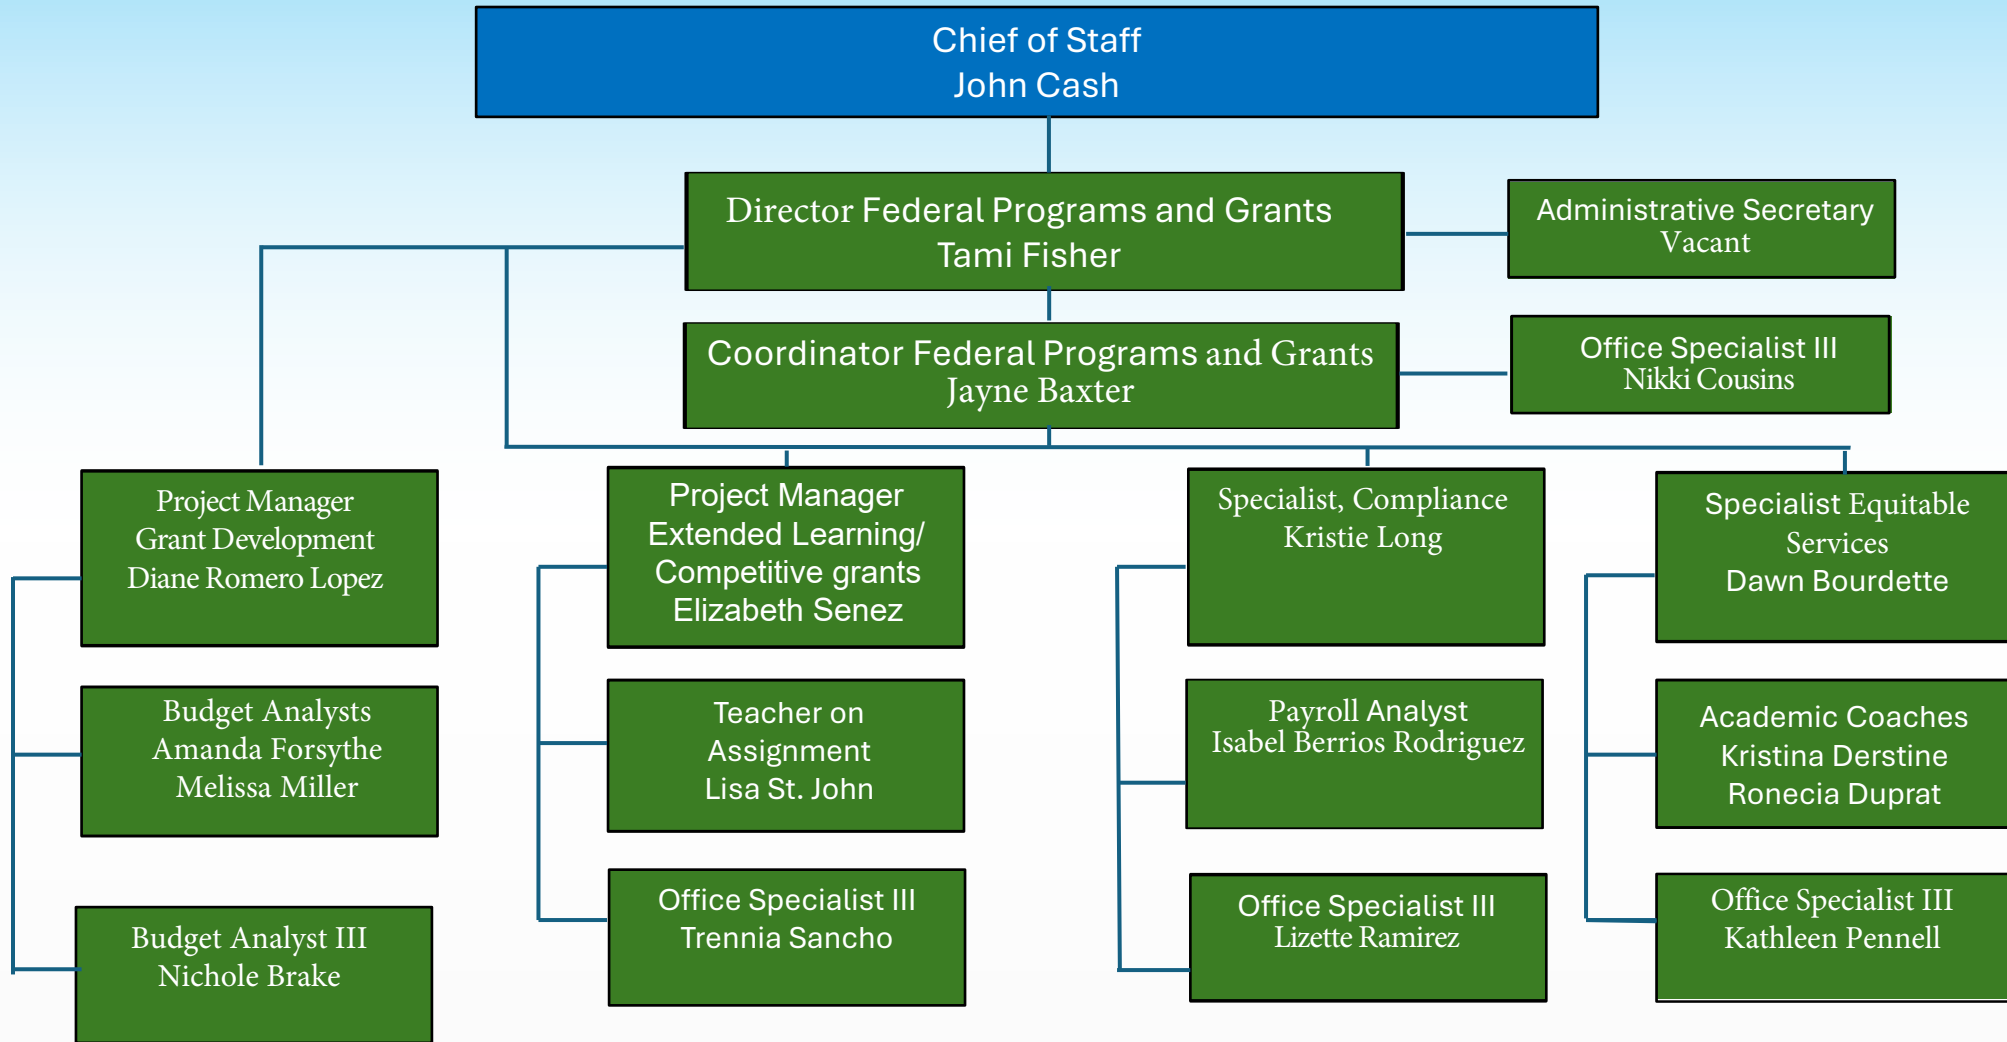 Chief of Staff
John Cash
Director Federal Programs and Grants
Tami Fisher
Administrative Secretary
Vacant
Coordinator Federal Programs and Grants
Jayne Baxter
Office Specialist III
Nikki Cousins
Project Manager
Grant Development
Diane Romero Lopez
Project Manager
Extended Learning/
Competitive grants
Elizabeth Senez
Specialist, Compliance
Kristie Long
Specialist Equitable
Services
Dawn Bourdette
Budget Analysts
Amanda Forsythe
Melissa Miller
Teacher on
Assignment
Lisa St. John
Payroll Analyst
Isabel Berrios Rodriguez
Academic Coaches
Kristina Derstine
Ronecia Duprat
Budget Analyst III
Nichole Brake
Office Specialist III
Trennia Sancho
Office Specialist III
Lizette Ramirez
Office Specialist III
Kathleen Pennell